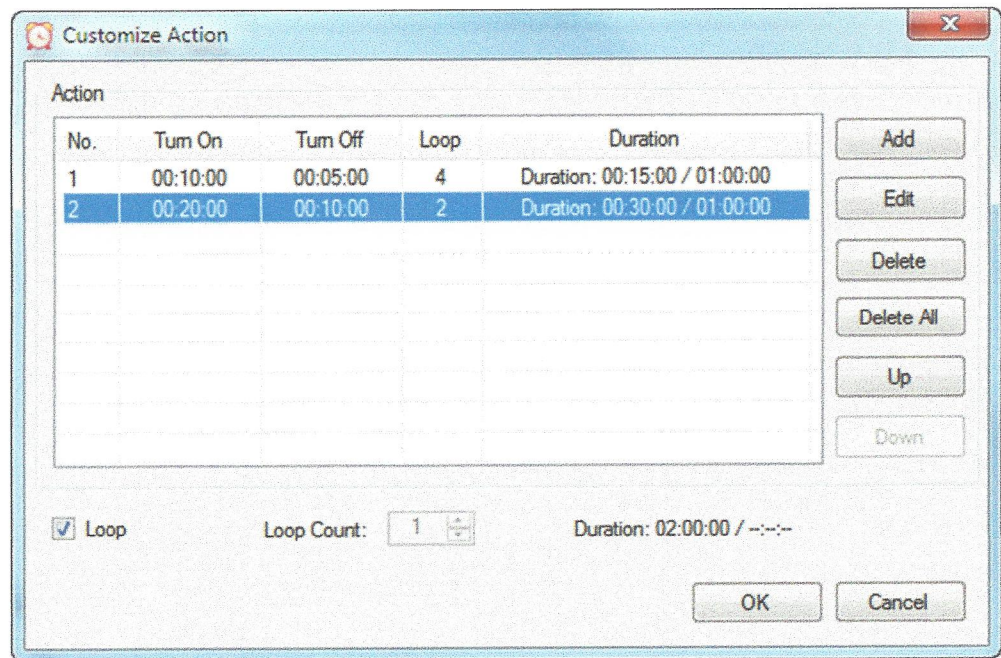 Customize Action
Action
No. Turn On Turn Off Loop Duration
1 00:10:00 00:05:00 4 Duration: 00:15:00 / 01:00:00
2 00:20:00 00:10:00 2 Duration: 00:30:00 / 01:00:00
Add
Edit
Delete
Delete All
Up
Down
Loop Loop Count: 1 Duration: 02:00:00 / --:--:--
OK Cancel